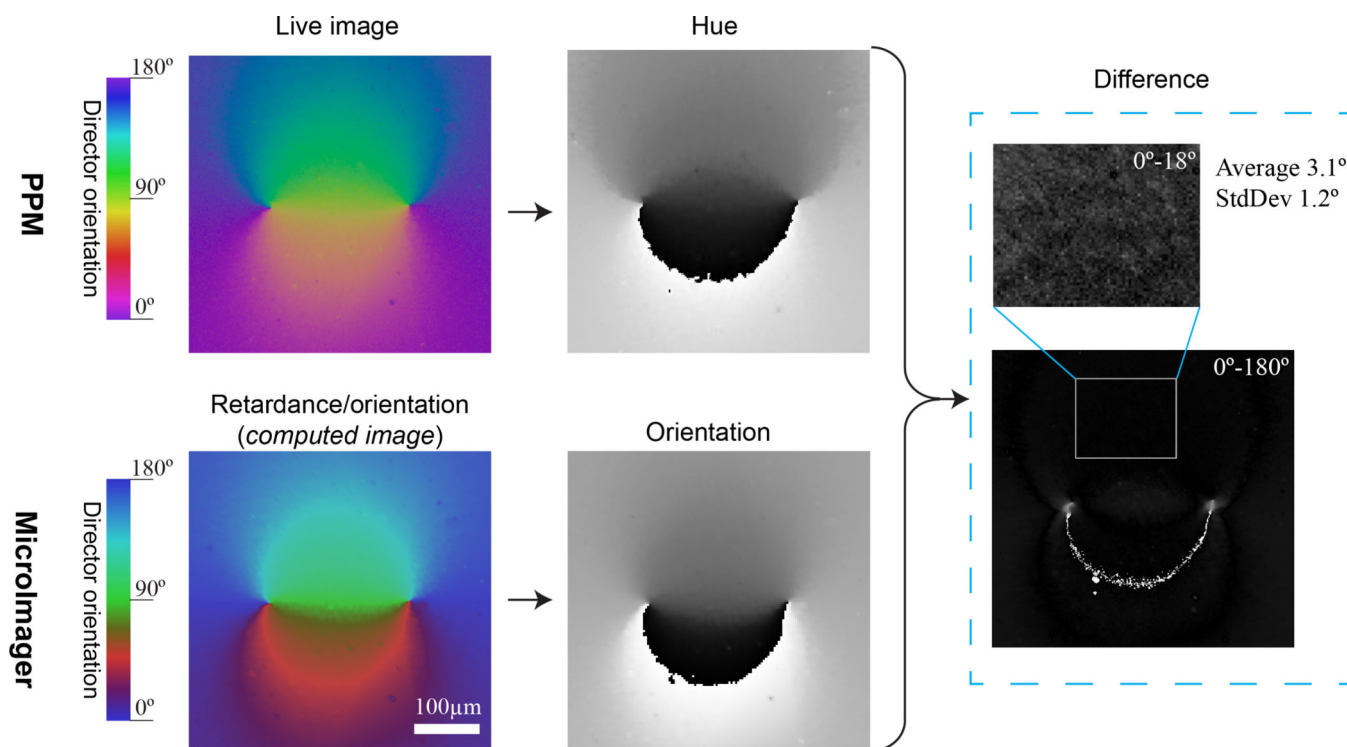 Live image
Hue
Difference
PPM
Director orientation
180º
90º
0º
0º-18º
Average 3.1º
StdDev 1.2º
0º-180º
Retardance/orientation
(computed image)
Orientation
MicroImager
Director orientation
180º
90º
0º
100µm